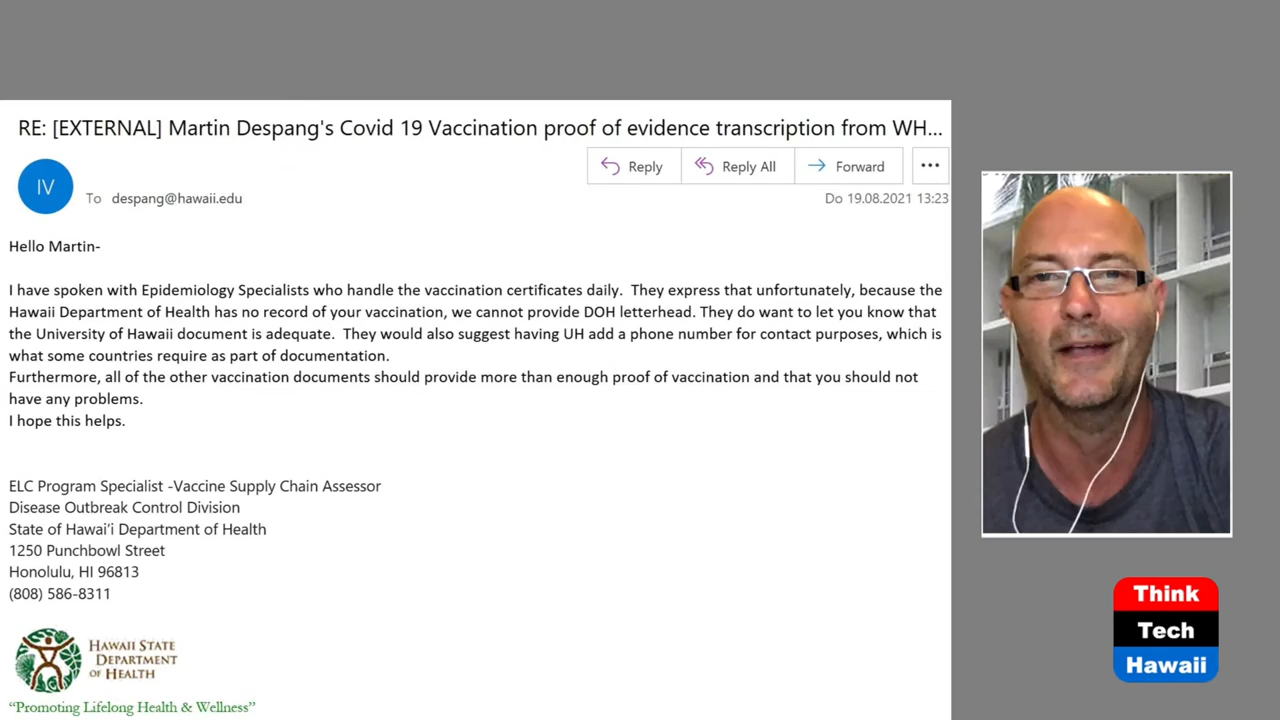 RE: [EXTERNAL] Martin Despang's Covid 19 Vaccination proof of evidence transcription from WH...
Reply
Reply All
Forward
...
IV
To despang@hawaii.edu
Do 19.08.2021 13:23
Hello Martin-
I have spoken with Epidemiology Specialists who handle the vaccination certificates daily. They express that unfortunately, because the
Hawaii Department of Health has no record of your vaccination, we cannot provide DOH letterhead. They do want to let you know that
the University of Hawaii document is adequate. They would also suggest having UH add a phone number for contact purposes, which is
what some countries require as part of documentation.
Furthermore, all of the other vaccination documents should provide more than enough proof of vaccination and that you should not
have any problems.
I hope this helps.
ELC Program Specialist -Vaccine Supply Chain Assessor
Disease Outbreak Control Division
State of Hawaiʻi Department of Health
1250 Punchbowl Street
Honolulu, HI 96813
(808) 586-8311
HAWAII STATE
DEPARTMENT
OF HEALTH
“Promoting Lifelong Health & Wellness”
Think
Tech
Hawaii